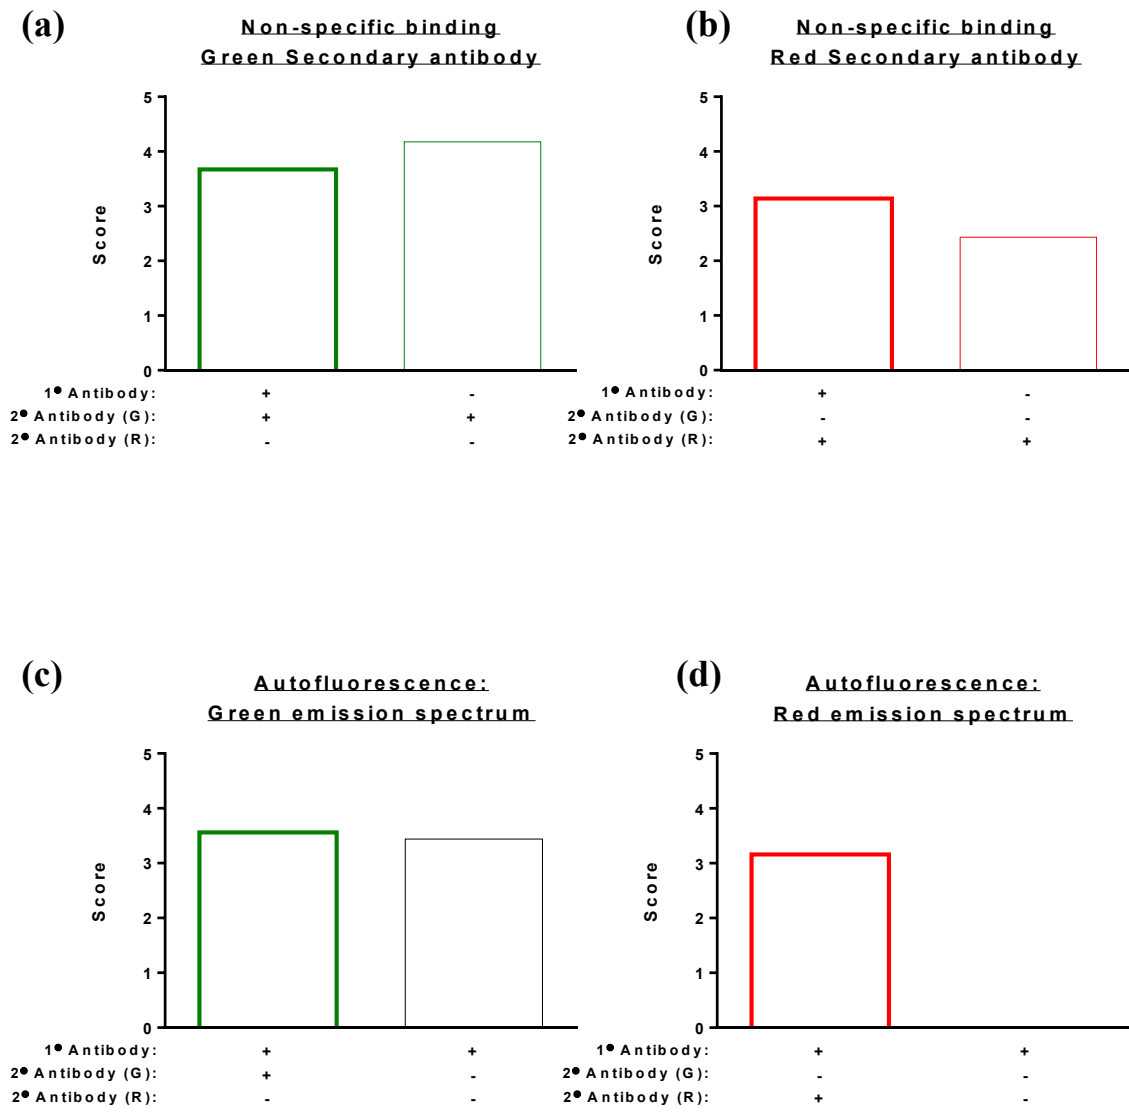 (a)
Non-specific binding
Green Secondary antibody
5
4
3
2
1
0
Score
1● Antibody: + -
2● Antibody (G): + +
2● Antibody (R): - -
(b)
Non-specific binding
Red Secondary antibody
5
4
3
2
1
0
Score
1● Antibody: + -
2● Antibody (G): - -
2● Antibody (R): + +
(c)
Autofluorescence:
Green emission spectrum
5
4
3
2
1
0
Score
1● Antibody: + +
2● Antibody (G): + -
2● Antibody (R): - -
(d)
Autofluorescence:
Red emission spectrum
5
4
3
2
1
0
Score
1● Antibody: + +
2● Antibody (G): - -
2● Antibody (R): + -